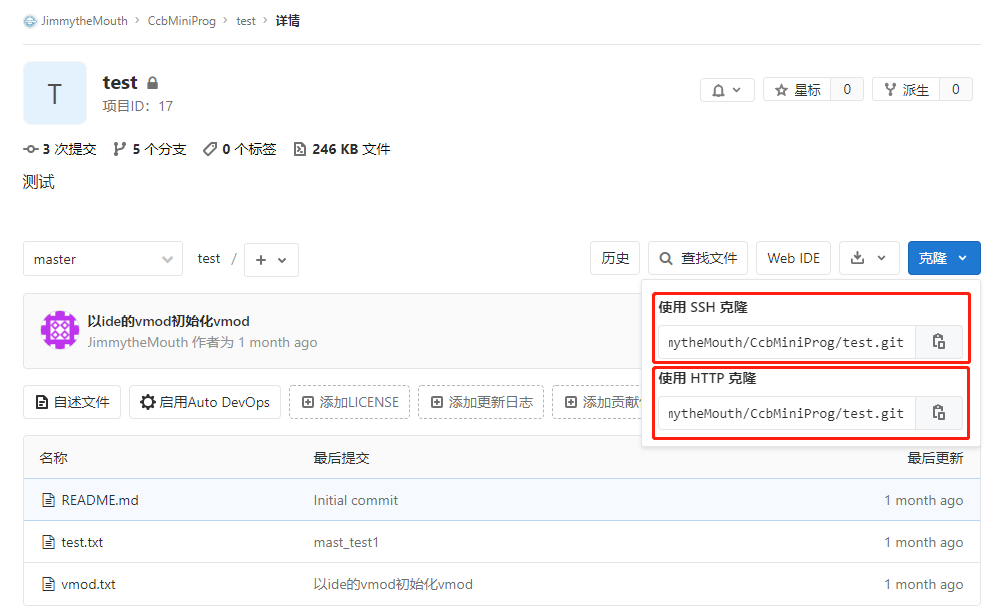 JimmytheMouth > CcbMiniProg > test > 详情
T
test
项目ID： 17
星标 0
派生 0
3 次提交 5 个分支 0 个标签 246 KB 文件
测试
master
test / +
历史 查找文件 Web IDE 克隆
使用 SSH 克隆
mytheMouth/CcbMiniProg/test.git
使用 HTTP 克隆
mytheMouth/CcbMiniProg/test.git
以ide的vmod初始化vmod
JimmytheMouth 作者为 1 month ago
自述文件 启用Auto DevOps 添加LICENSE 添加更新日志 添加贡献
名称 最后提交 最后更新
README.md Initial commit 1 month ago
test.txt mast_test1 1 month ago
vmod.txt 以ide的vmod初始化vmod 1 month ago